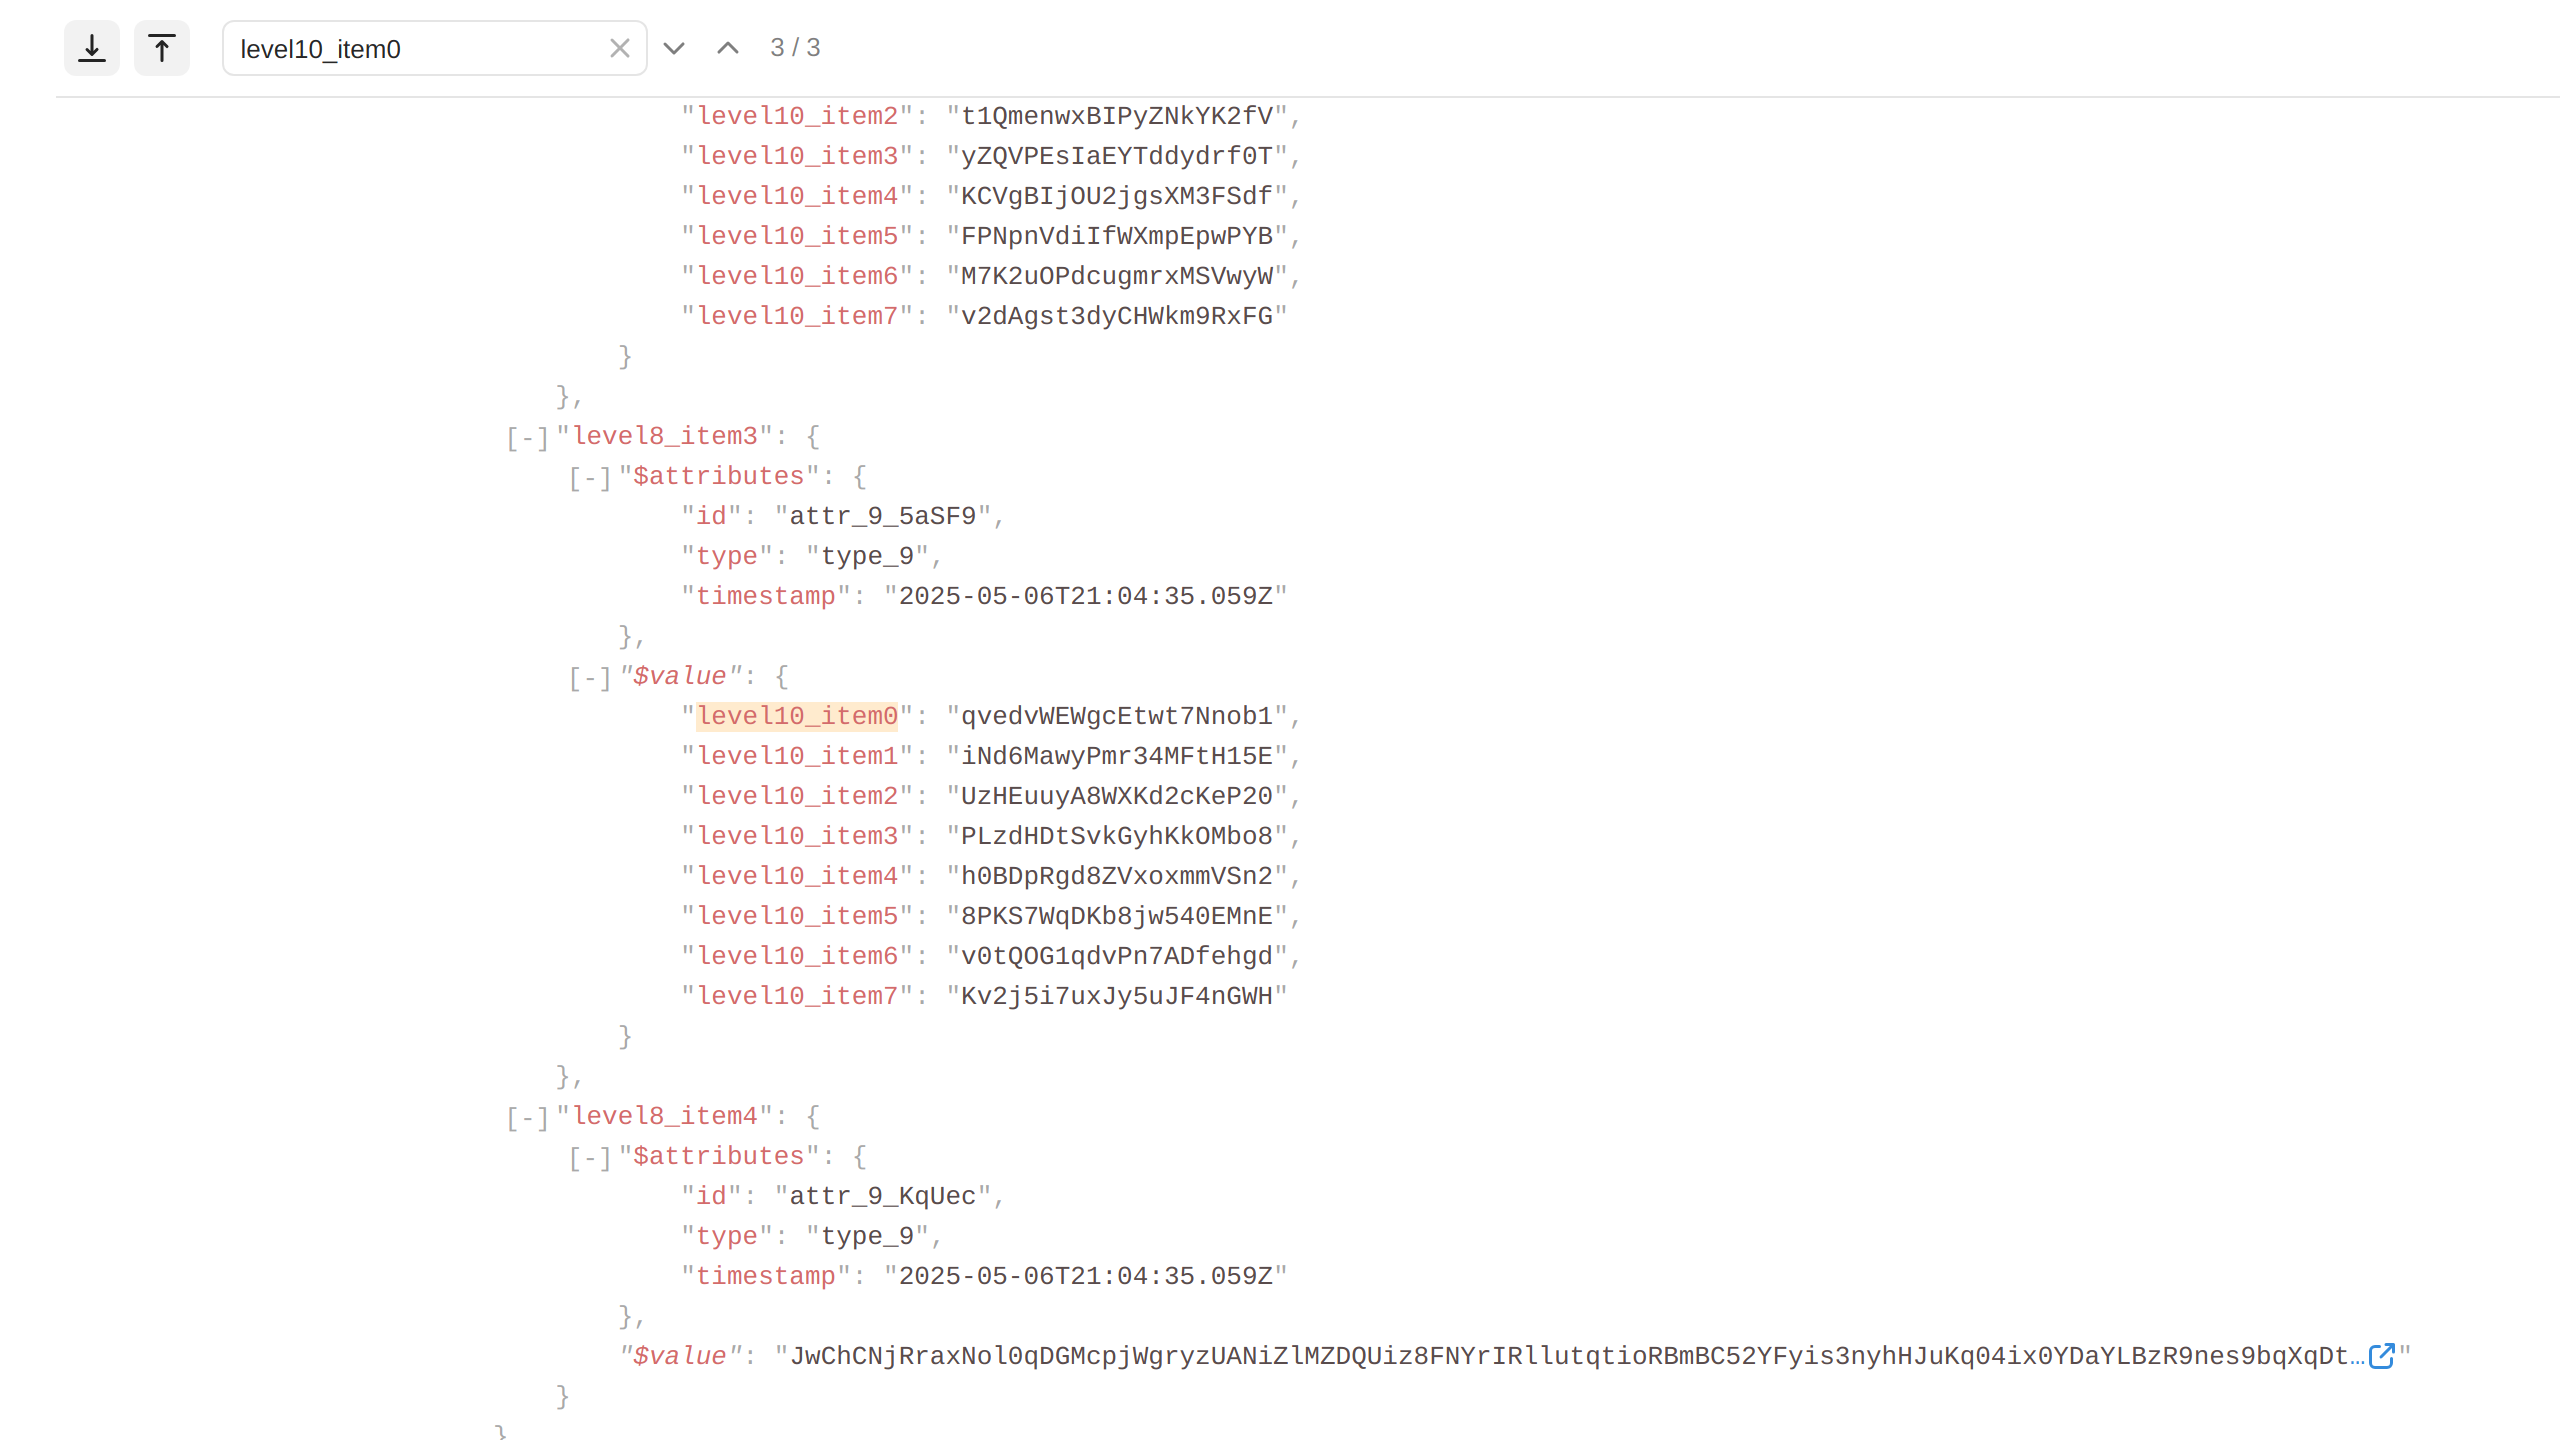 level10_item0 3 / 3
"level10_item2": "t1QmenwxBIPyZNkYK2fV",
"level10_item3": "yZQVPEsIaEYTddydrf0T",
"level10_item4": "KCVgBIjOU2jgsXM3FSdf",
"level10_item5": "FPNpnVdiIfWXmpEpwPYB",
"level10_item6": "M7K2uOPdcugmrxMSVwyW",
"level10_item7": "v2dAgst3dyCHWkm9RxFG"
}
},
[-] "level8_item3": {
[-] "$attributes": {
"id": "attr_9_5aSF9",
"type": "type_9",
"timestamp": "2025-05-06T21:04:35.059Z"
},
[-] "$value": {
"level10_item0": "qvedvWEWgcEtwt7Nnob1",
"level10_item1": "iNd6MawyPmr34MFtH15E",
"level10_item2": "UzHEuuyA8WXKd2cKeP20",
"level10_item3": "PLzdHDtSvkGyhKkOMbo8",
"level10_item4": "h0BDpRgd8ZVxoxmmVSn2",
"level10_item5": "8PKS7WqDKb8jw540EMnE",
"level10_item6": "v0tQOG1qdvPn7ADfehgd",
"level10_item7": "Kv2j5i7uxJy5uJF4nGWH"
}
},
[-] "level8_item4": {
[-] "$attributes": {
"id": "attr_9_KqUec",
"type": "type_9",
"timestamp": "2025-05-06T21:04:35.059Z"
},
"$value": "JwChCNjRraxNol0qDGMcpjWgryzUANiZlMZDQUiz8FNYrIRllutqtioRBmBC52YFyis3nyhHJuKq04ix0YDaYLBzR9nes9bqXqDt…"
}
}